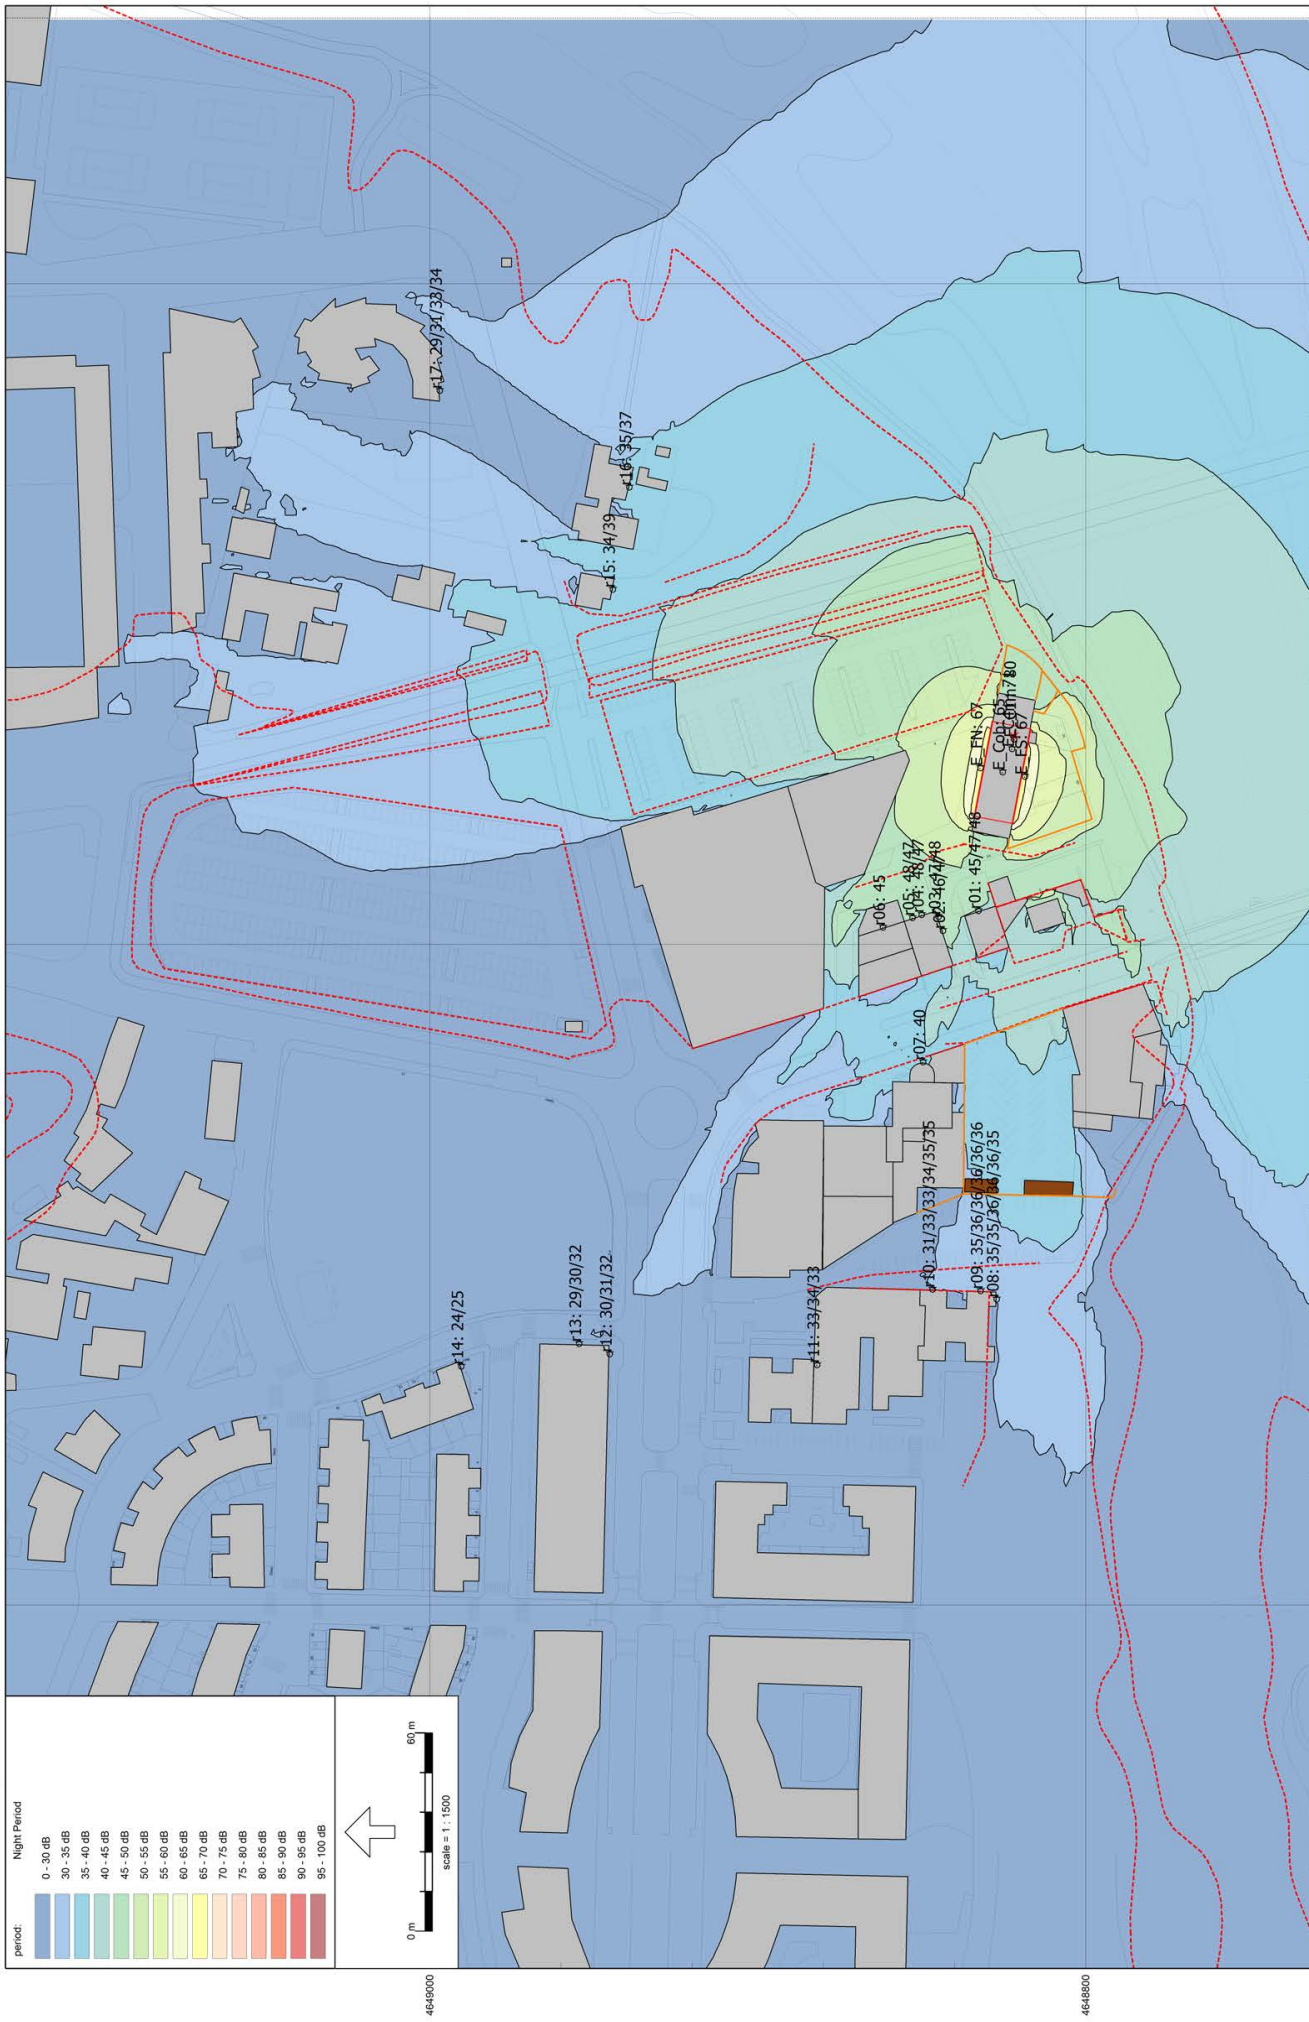 period:
Night Period
0 - 30 dB
30 - 35 dB
35 - 40 dB
40 - 45 dB
45 - 50 dB
50 - 55 dB
55 - 60 dB
60 - 65 dB
65 - 70 dB
70 - 75 dB
75 - 80 dB
80 - 85 dB
85 - 90 dB
90 - 95 dB
95 - 100 dB
0 m
60 m
scale = 1 : 1500
4649000
4648800
r14: 24/25
r13: 29/30/32
r12: 30/31/32
r11: 33/34/33
r10: 31/33/33/34/35/35
r09: 35/36/36/36/36/36
r08: 35/35/36/36/36/35
r07: 40
r06: 45
r05: 48/47
r04: 48/47
r01: 45/47/48
E_FN: 67
E_FS: 67
r15: 34/39
r16: 35/37
r17: 29/31/33/34